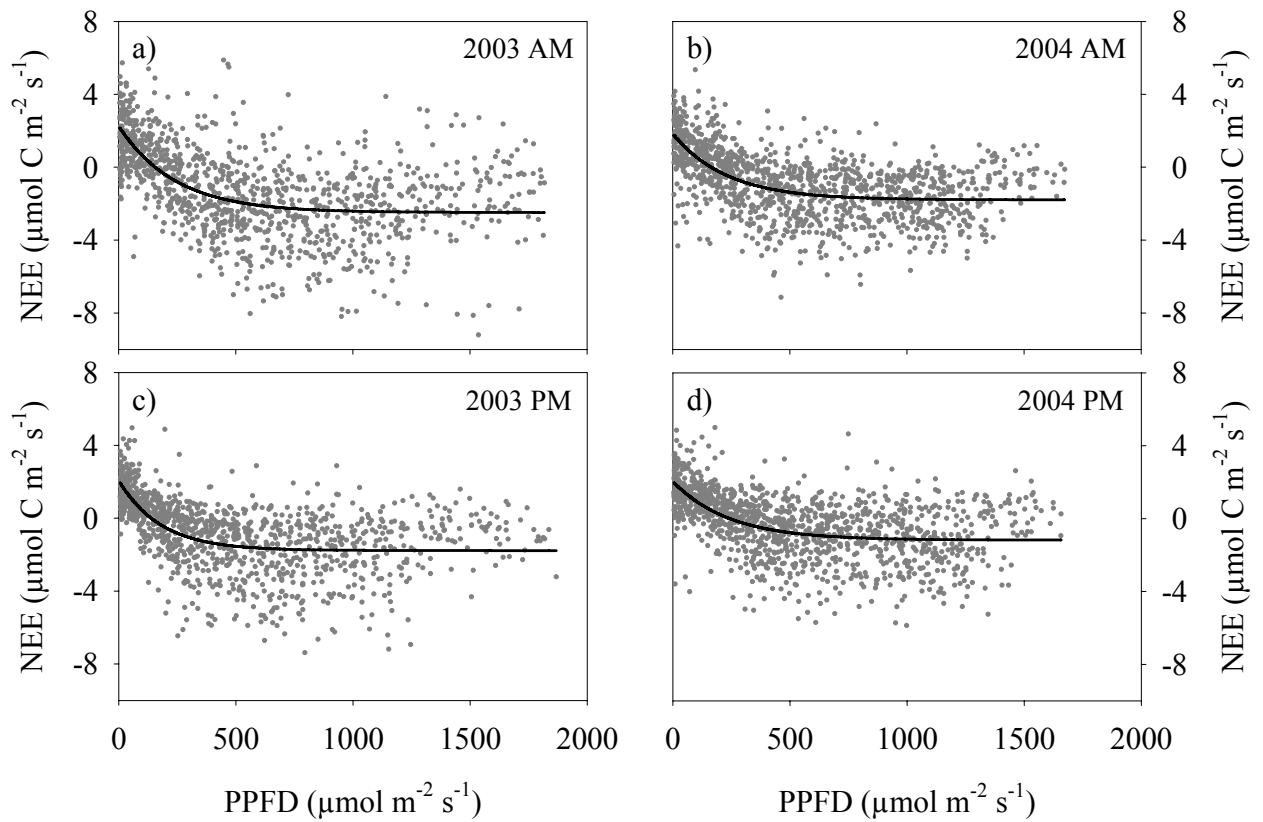 a) 2003 AM
8
4
0
-4
-8
NEE (µmol C m-2 s-1)
b) 2004 AM
8
4
0
-4
-8
NEE (µmol C m-2 s-1)
c) 2003 PM
8
4
0
-4
-8
NEE (µmol C m-2 s-1)
0 500 1000 1500 2000
PPFD (µmol m-2 s-1)
d) 2004 PM
8
4
0
-4
-8
NEE (µmol C m-2 s-1)
0 500 1000 1500 2000
PPFD (µmol m-2 s-1)